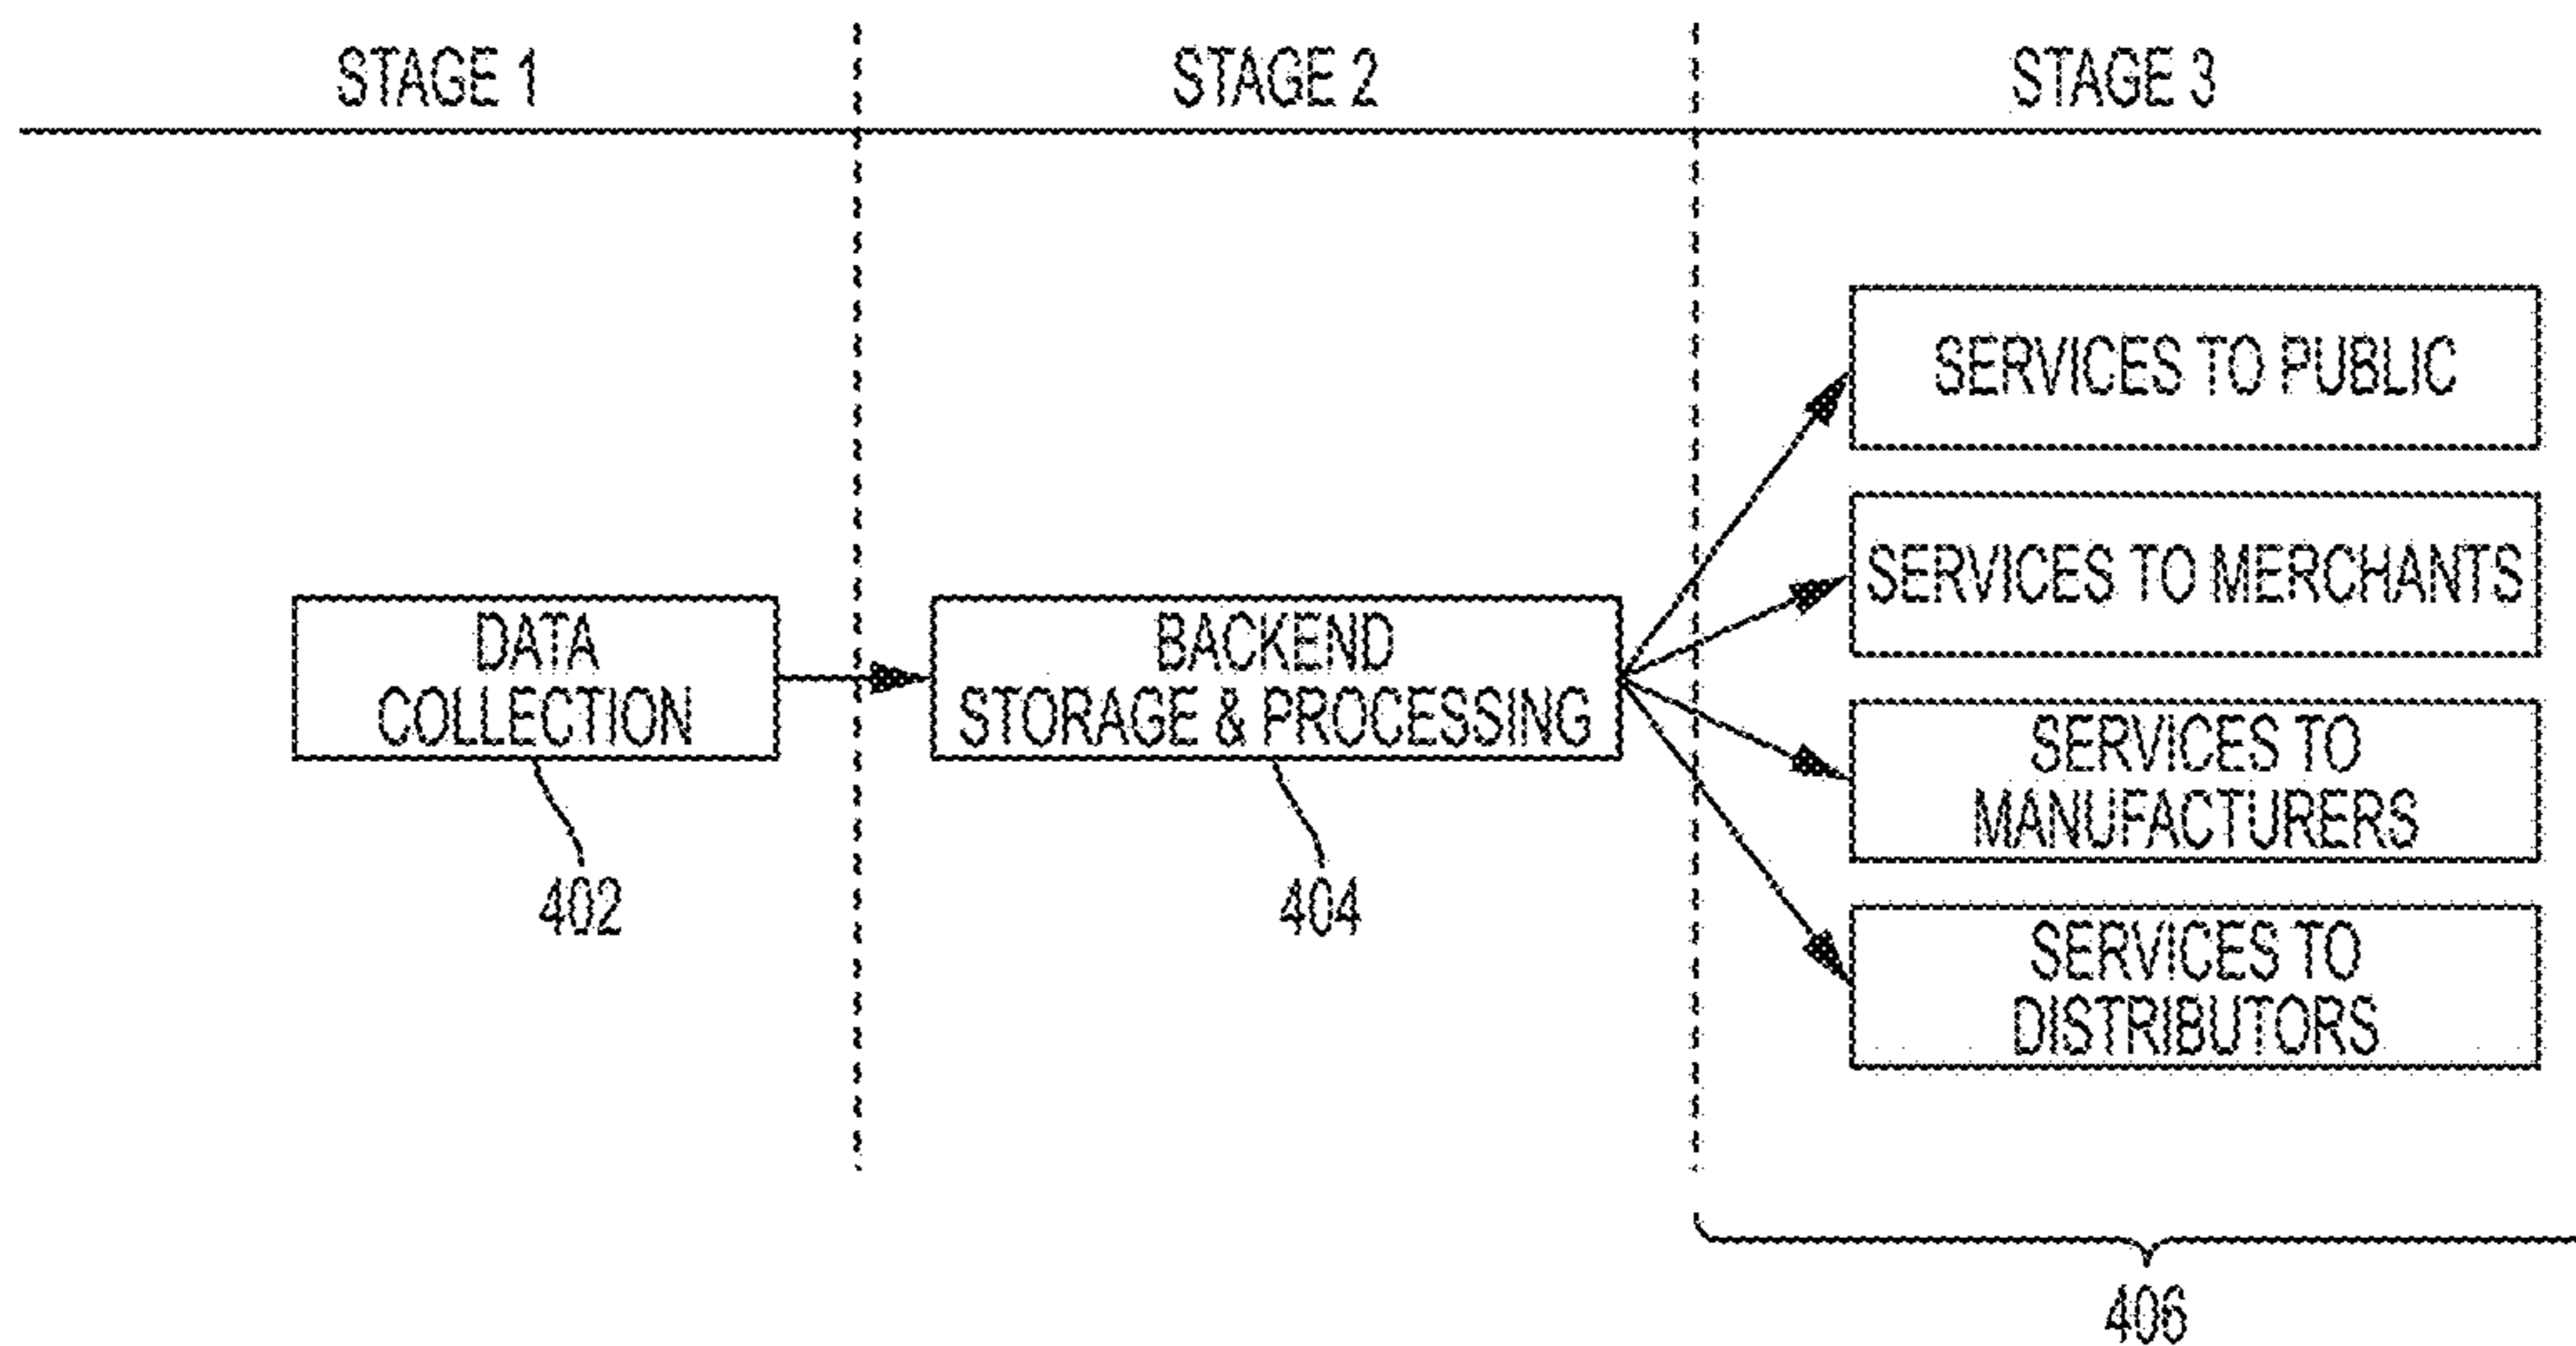 STAGE 1
STAGE 2
STAGE 3
DATA
COLLECTION
402
BACKEND
STORAGE & PROCESSING
404
SERVICES TO PUBLIC
SERVICES TO MERCHANTS
SERVICES TO
MANUFACTURERS
SERVICES TO
DISTRIBUTORS
406